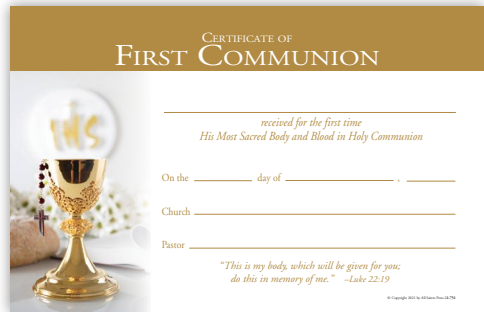 CERTIFICATE OF
FIRST COMMUNION
IHS
received for the first time
His Most Sacred Body and Blood in Holy Communion
On the day of ,
Church
Pastor
"This is my body, which will be given for you;
do this in memory of me." –Luke 22:19